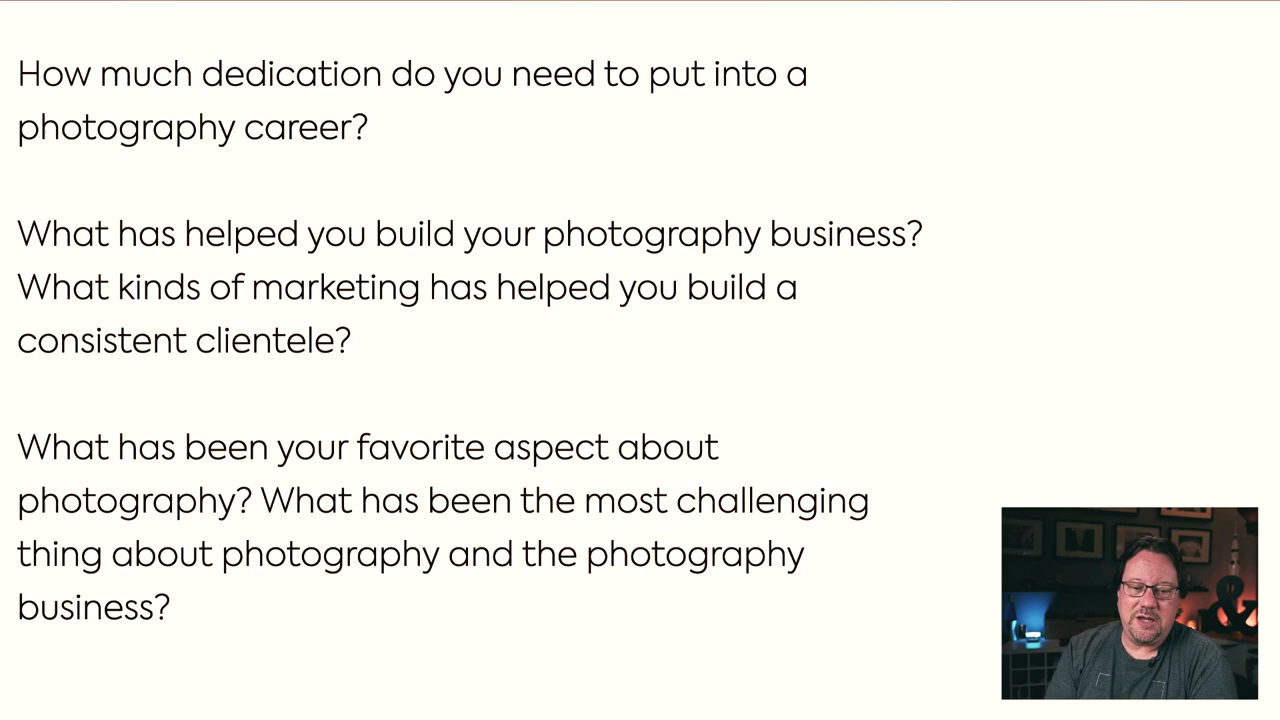 How much dedication do you need to put into a
photography career?
What has helped you build your photography business?
What kinds of marketing has helped you build a
consistent clientele?
What has been your favorite aspect about
photography? What has been the most challenging
thing about photography and the photography
business?
&